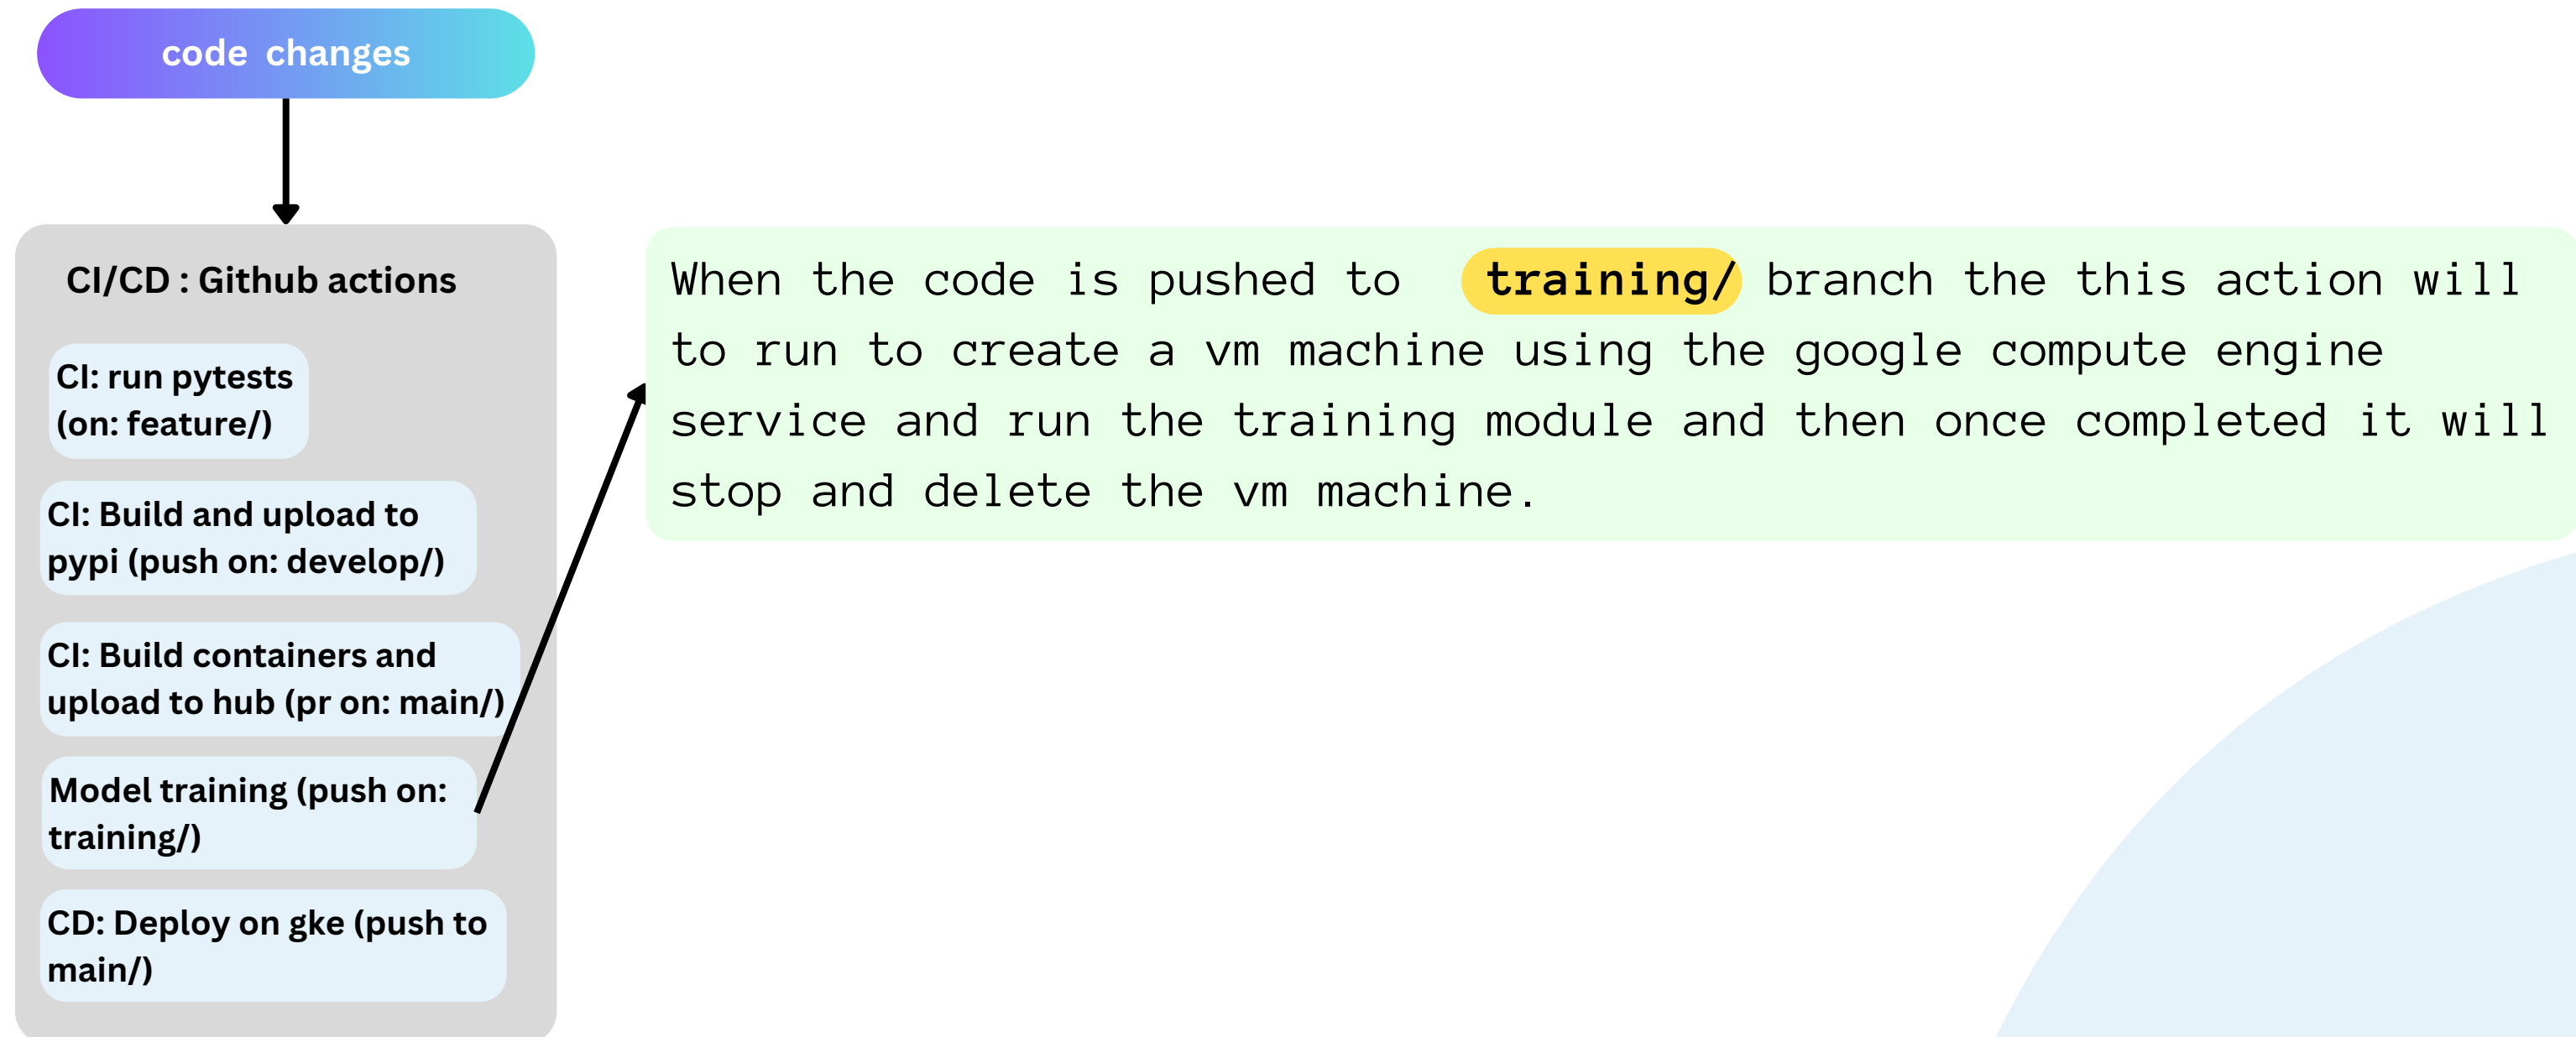 code changes
CI/CD : Github actions
CI: run pytests
(on: feature/)
CI: Build and upload to
pypi (push on: develop/)
CI: Build containers and
upload to hub (pr on: main/)
Model training (push on:
training/)
CD: Deploy on gke (push to
main/)
When the code is pushed to training/ branch the this action will
to run to create a vm machine using the google compute engine
service and run the training module and then once completed it will
stop and delete the vm machine.